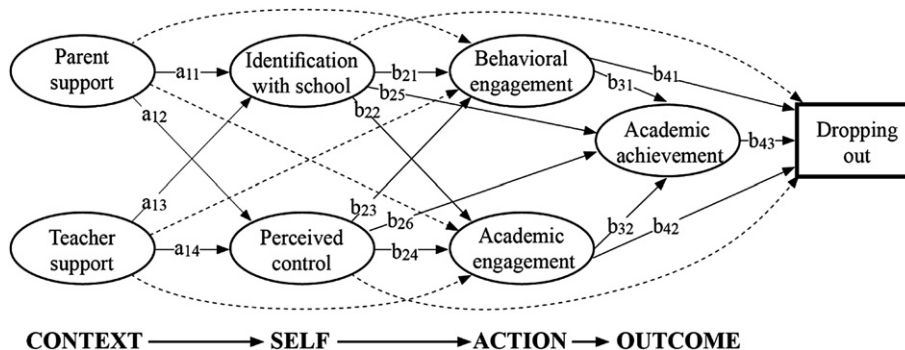 Parent
support
Identification
with school
Behavioral
engagement
a11
b21
b25
b41
b31
a12
b22
Academic
achievement
b43
Dropping
out
a13
b23
b26
b32
b42
Teacher
support
a14
Perceived
control
b24
Academic
engagement
CONTEXT SELF ACTION OUTCOME